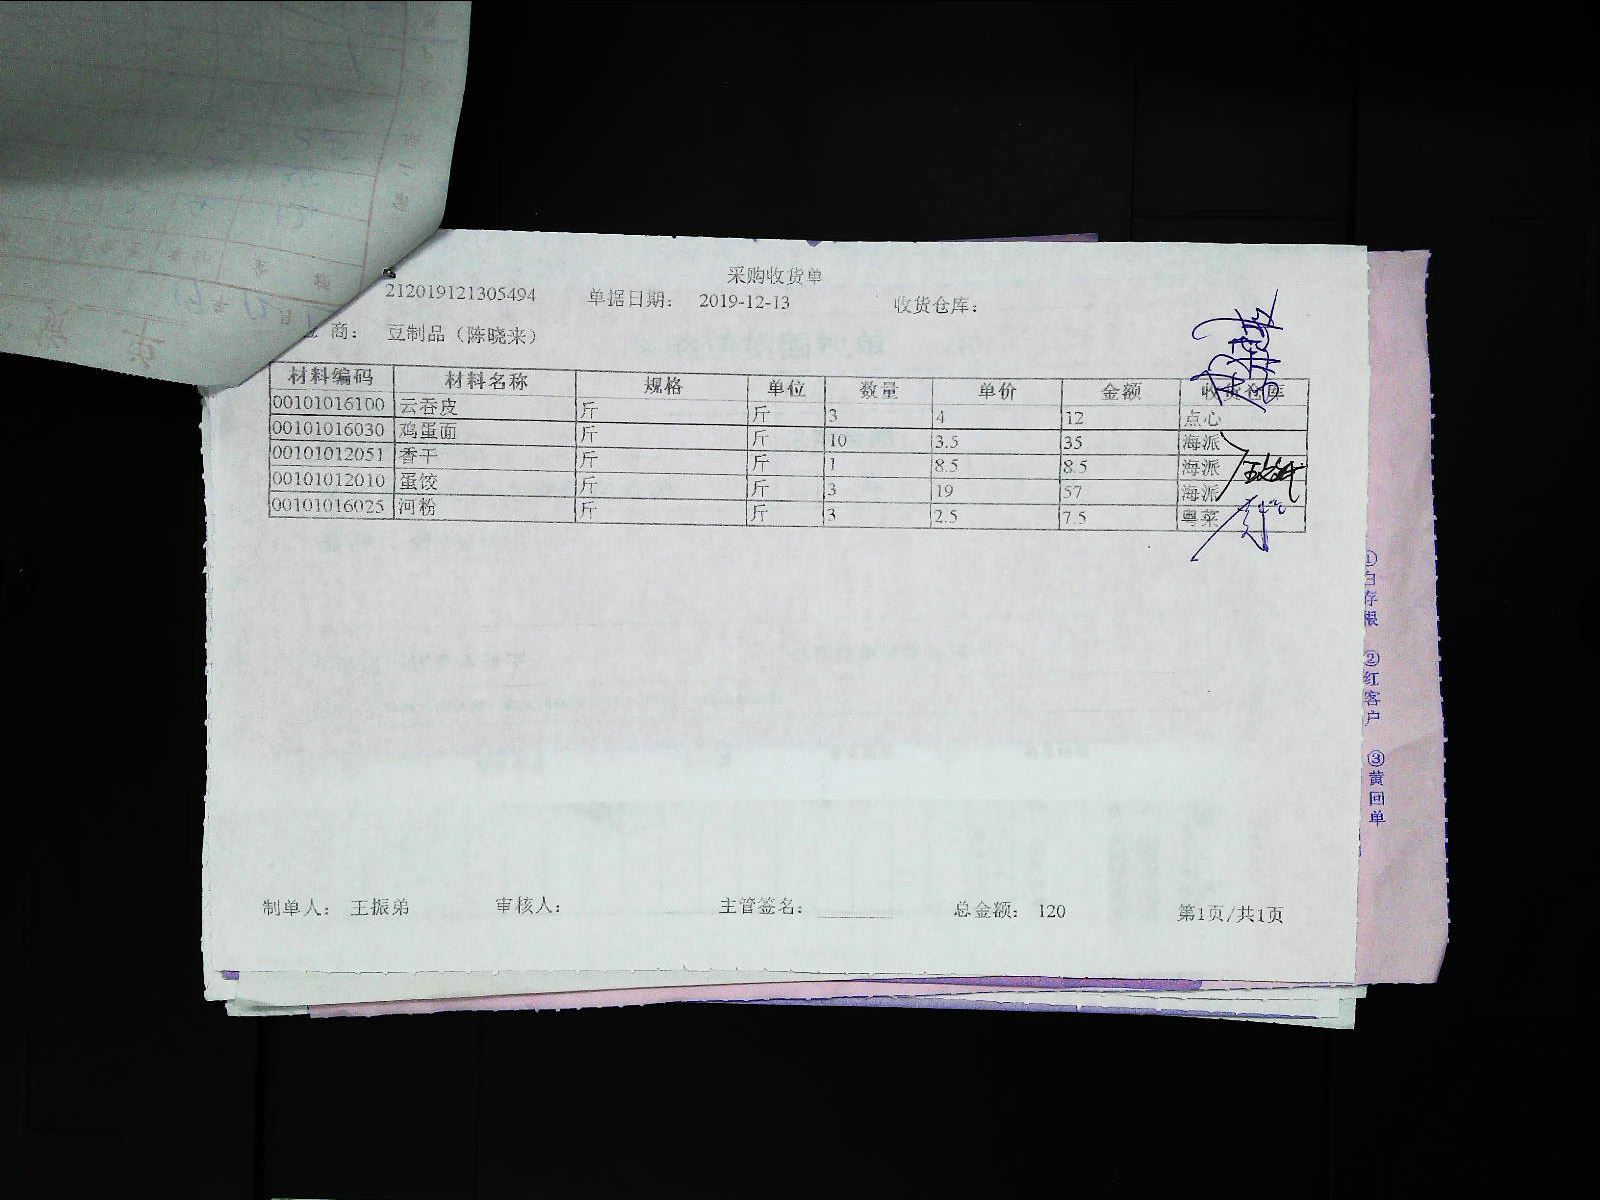 采购收货单
212019121305494 单据日期： 2019-12-13 收货仓库：
商： 豆制品（陈晓来）
材料编码 材料名称 规格 单位 数量 单价 金额 收货仓库
00101016100 云吞皮 斤 斤 3 4 12 点心
00101016030 鸡蛋面 斤 斤 10 3.5 35 海派
00101012051 香干 斤 斤 1 8.5 8.5 海派
00101012010 蛋饺 斤 斤 3 19 57 海派
00101016025 河粉 斤 斤 3 2.5 7.5 粤菜
制单人： 王振弟 审核人： 主管签名： 总金额： 120 第1页/共1页
①白存根 ②红客户 ③黄回单